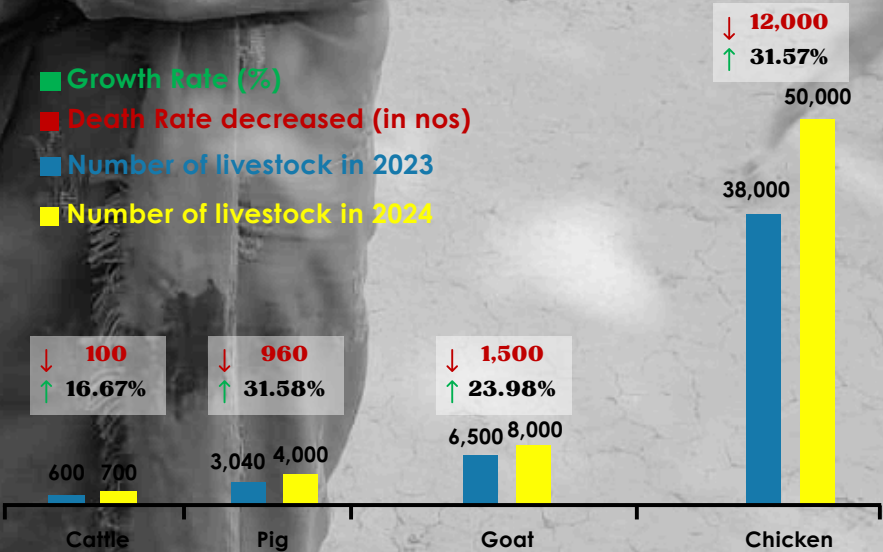 Growth Rate (%)
Death Rate decreased (in nos)
Number of livestock in 2023
Number of livestock in 2024
↓ 12,000
↑ 31.57%
50,000
38,000
↓ 100
↑ 16.67%
↓ 960
↑ 31.58%
↓ 1,500
↑ 23.98%
600 700
3,040 4,000
6,500 8,000
Cattle Pig Goat Chicken